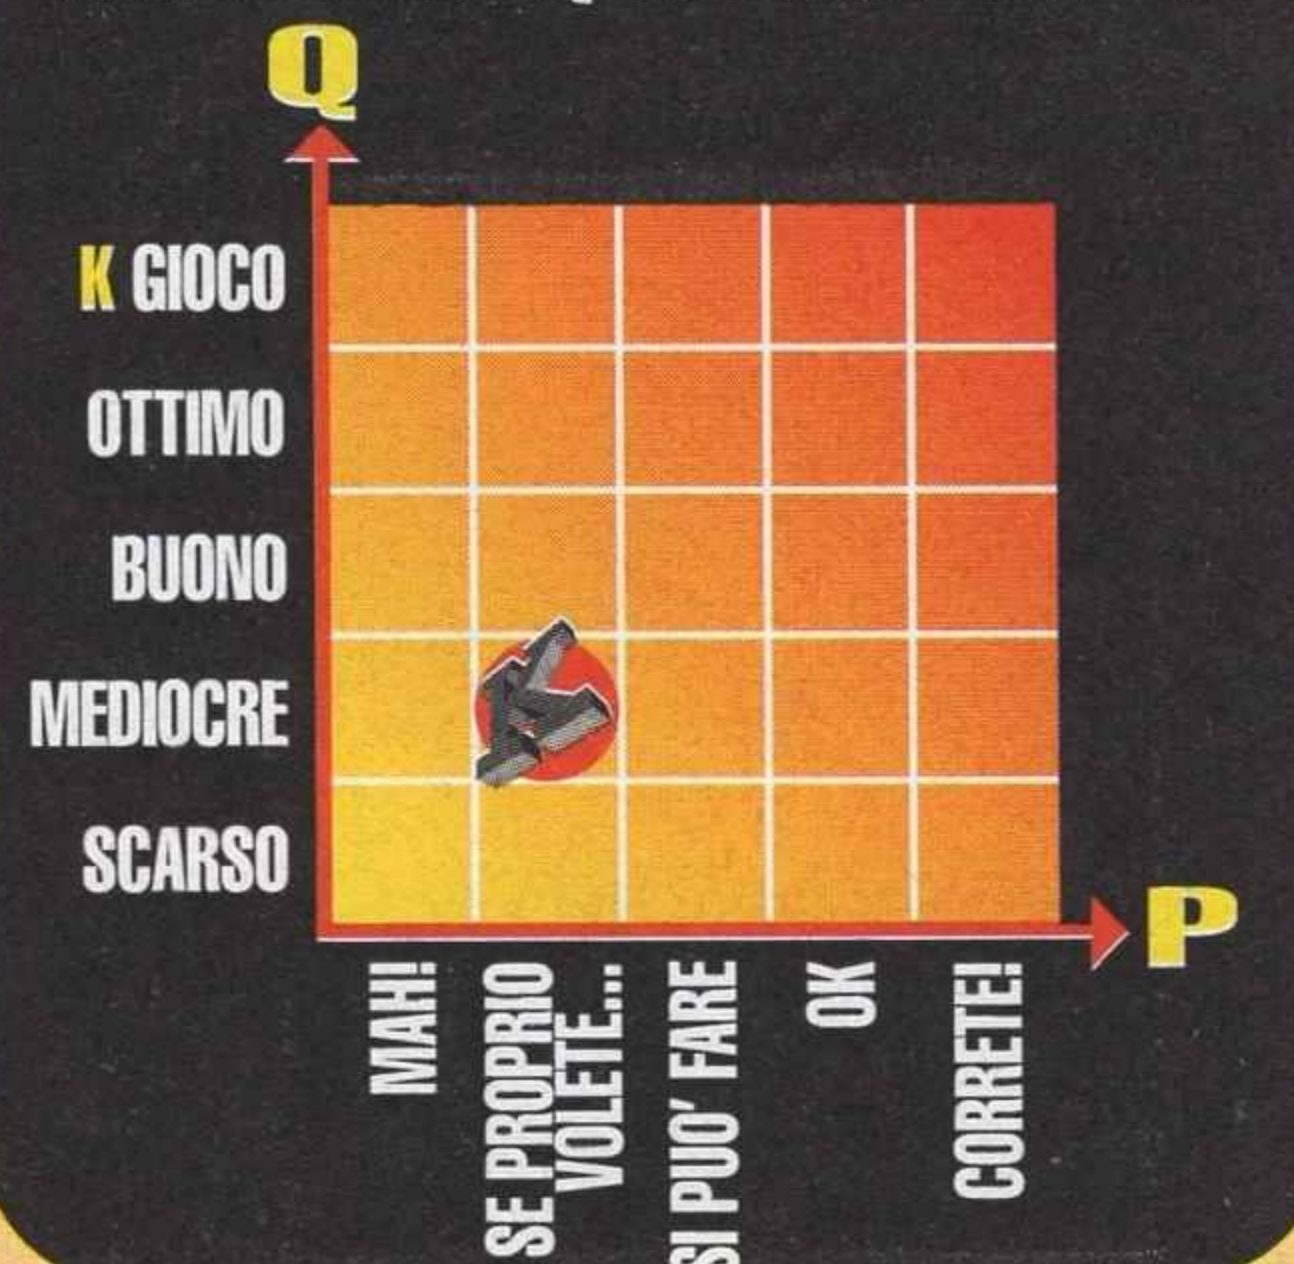 Q
K GIOCO
OTTIMO
BUONO
MEDIOCRE
SCARSO
P
MAH!
SE PROPRIO
VOLETE...
SI PUO' FARE
OK
CORRETE!